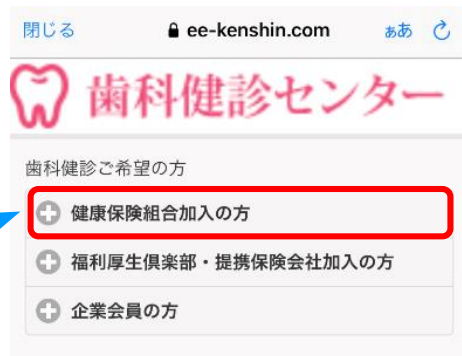 閉じる ee-kenshin.com ぁあ
歯科健診センター
歯科健診ご希望の方
健康保険組合加入の方
福利厚生倶楽部・提携保険会社加入の方
企業会員の方